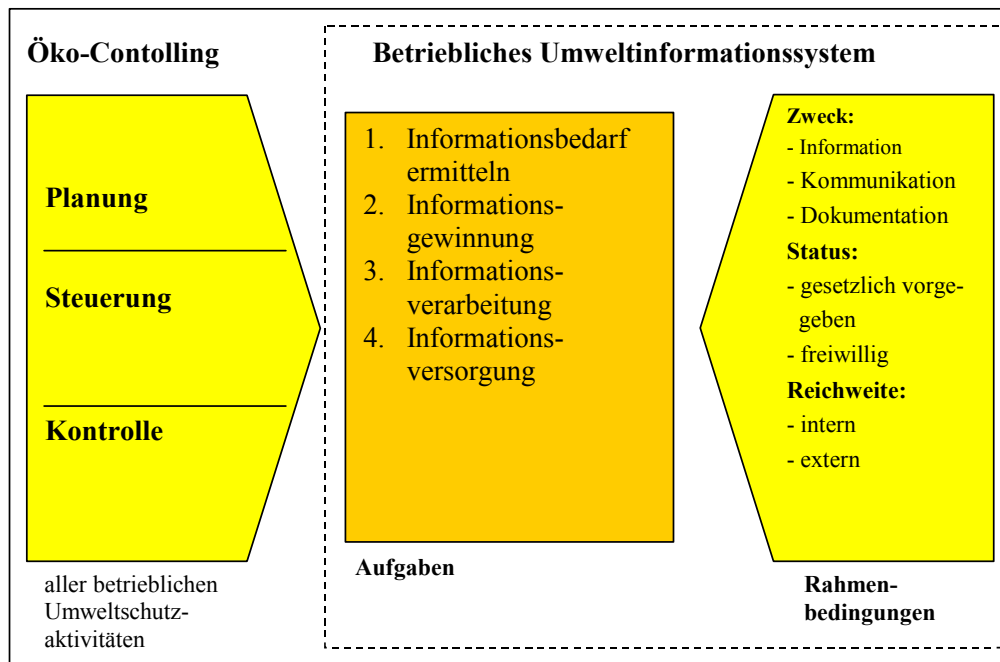 Öko-Contolling
Planung
Steuerung
Kontrolle
aller betrieblichen
Umweltschutz-
aktivitäten
Betriebliches Umweltinformationssystem
1. Informationsbedarf
ermitteln
2. Informations-
gewinnung
3. Informations-
verarbeitung
4. Informations-
versorgung
Aufgaben
Zweck:
- Information
- Kommunikation
- Dokumentation
Status:
- gesetzlich vorge-
geben
- freiwillig
Reichweite:
- intern
- extern
Rahmen-
bedingungen